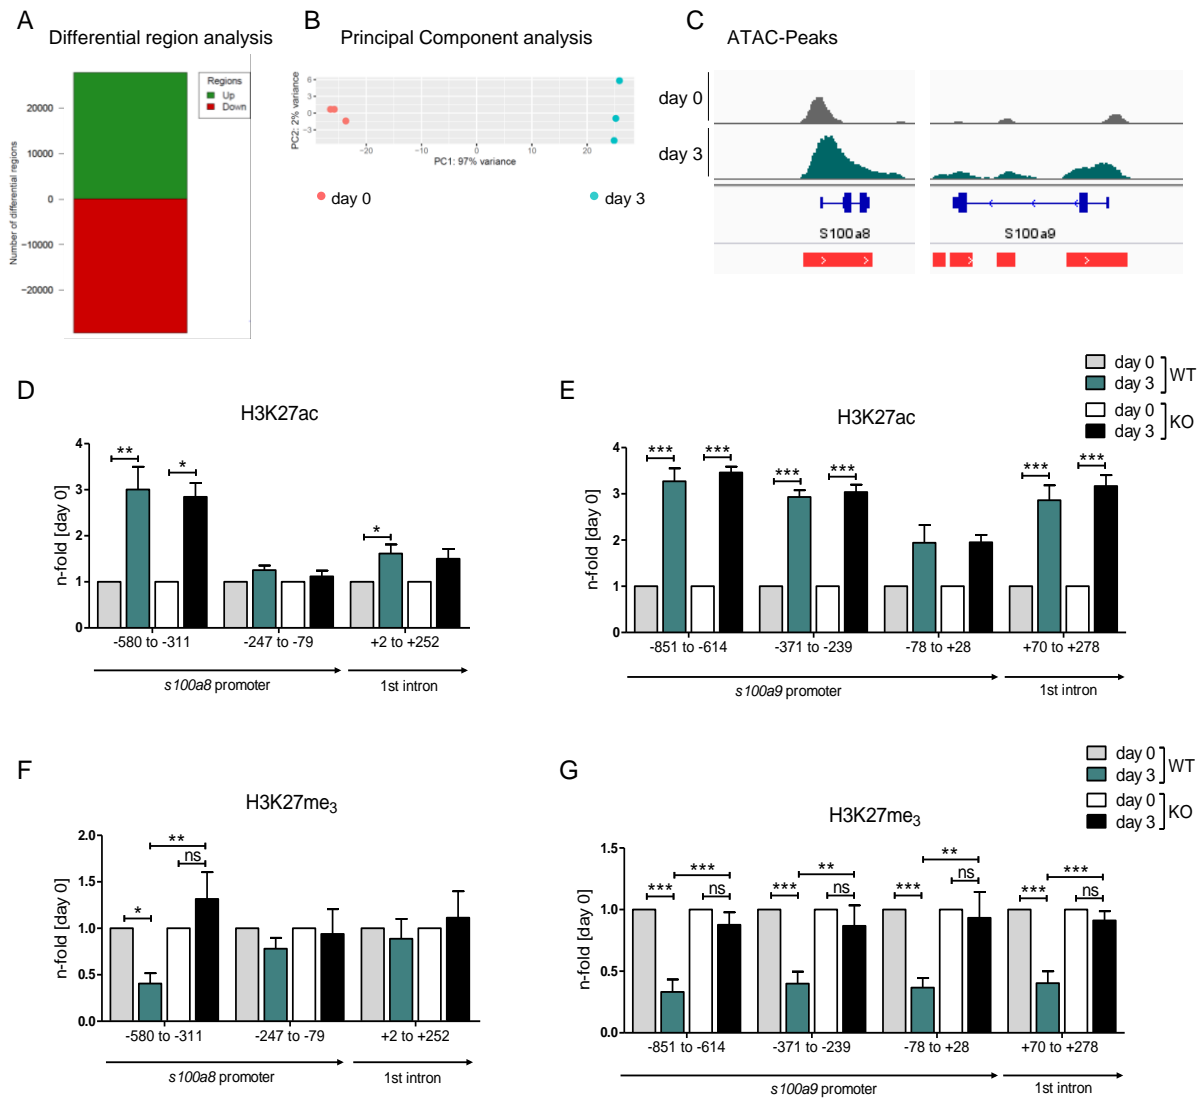 A
Differential region analysis
Regions
Up
Down
20000
10000
0
−10000
−20000
Number of differential regions
B
Principal Component analysis
6
3
0
−3
PC2: 2% variance
−20
0
20
PC1: 97% variance
day 0
day 3
C
ATAC-Peaks
day 0
day 3
S100a8
S100a9
day 0
day 3
WT
day 0
day 3
KO
D
H3K27ac
n-fold [day 0]
4
3
2
1
0
**
*
*
-580 to -311
-247 to -79
+2 to +252
s100a8 promoter
1st intron
E
H3K27ac
n-fold [day 0]
4
3
2
1
0
***
***
***
***
***
***
-851 to -614
-371 to -239
-78 to +28
+70 to +278
s100a9 promoter
1st intron
F
H3K27me3
n-fold [day 0]
2.0
1.5
1.0
0.5
0.0
**
ns
*
-580 to -311
-247 to -79
+2 to +252
s100a8 promoter
1st intron
day 0
day 3
WT
day 0
day 3
KO
G
H3K27me3
n-fold [day 0]
1.5
1.0
0.5
0.0
***
***
ns
***
**
ns
***
**
ns
***
***
ns
-851 to -614
-371 to -239
-78 to +28
+70 to +278
s100a9 promoter
1st intron